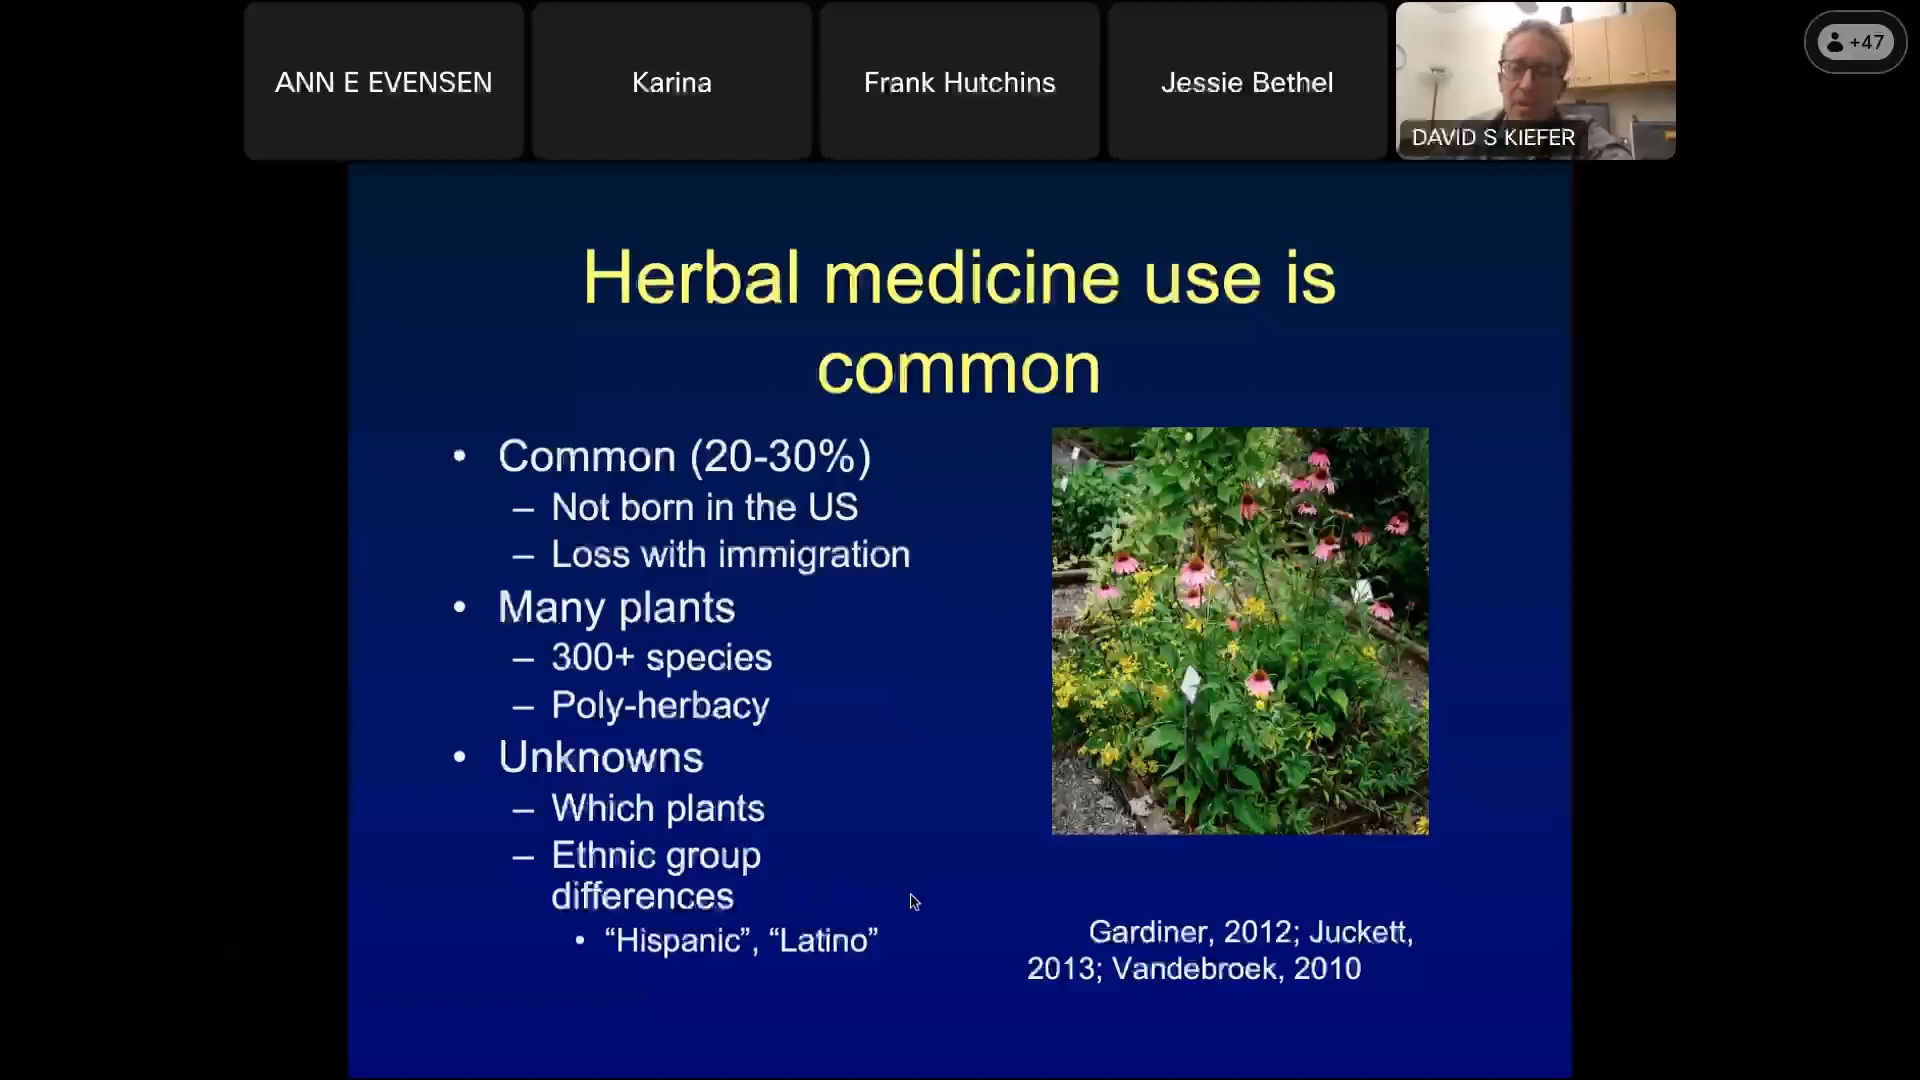 ANN E EVENSEN
Karina
Frank Hutchins
Jessie Bethel
DAVID S KIEFER
+47
Herbal medicine use is
common
• Common (20-30%)
– Not born in the US
– Loss with immigration
• Many plants
– 300+ species
– Poly-herbacy
• Unknowns
– Which plants
– Ethnic group
differences
• “Hispanic”, “Latino”
Gardiner, 2012; Juckett,
2013; Vandebroek, 2010